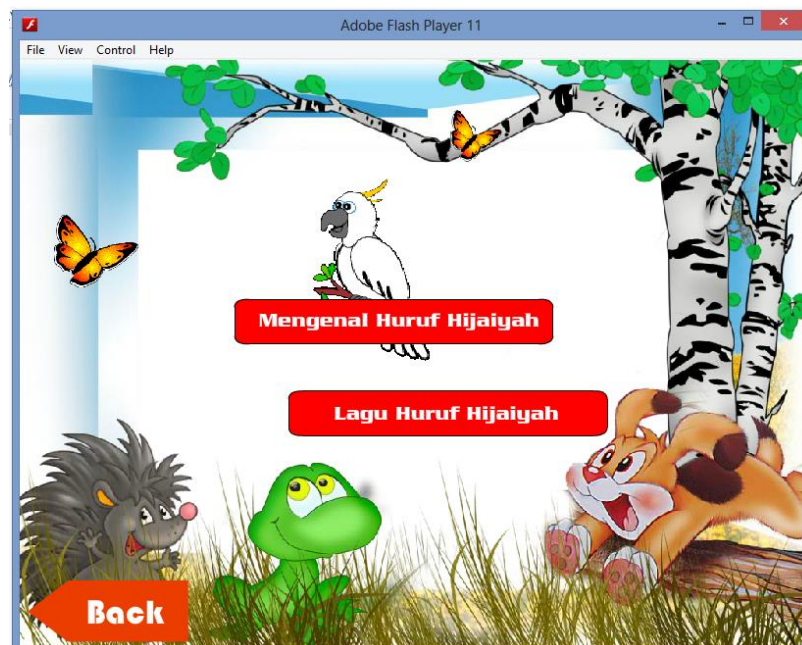 Adobe Flash Player 11
File View Control Help
Mengenal Huruf Hijaiyah
Lagu Huruf Hijaiyah
Back